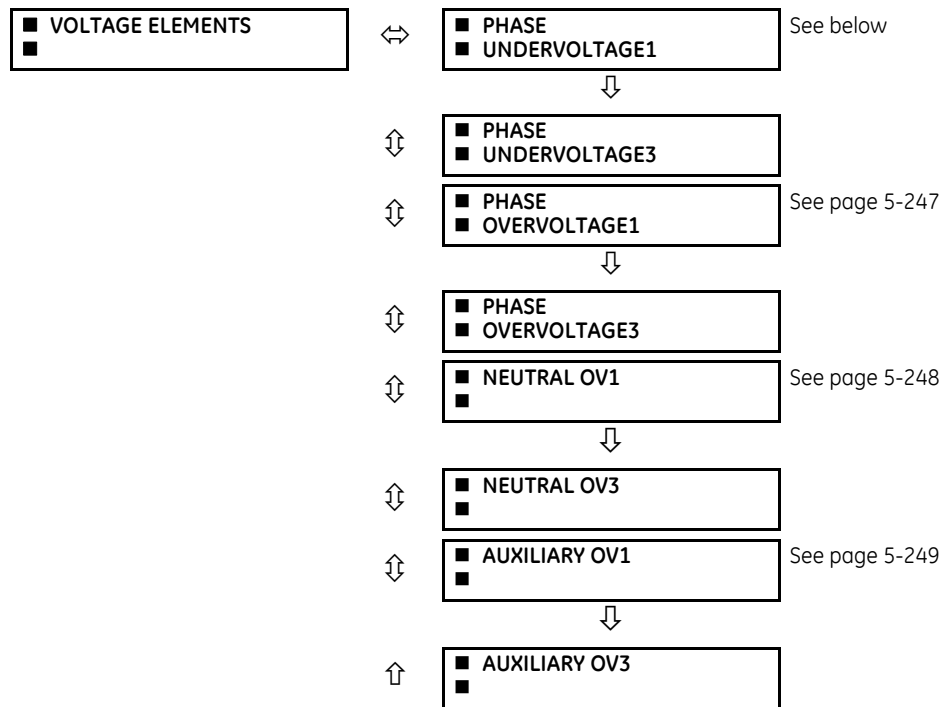 ■ VOLTAGE ELEMENTS
■
■ PHASE
■ UNDERVOLTAGE1
See below
■ PHASE
■ UNDERVOLTAGE3
■ PHASE
■ OVERVOLTAGE1
See page 5-247
■ PHASE
■ OVERVOLTAGE3
■ NEUTRAL OV1
■
See page 5-248
■ NEUTRAL OV3
■
■ AUXILIARY OV1
■
See page 5-249
■ AUXILIARY OV3
■